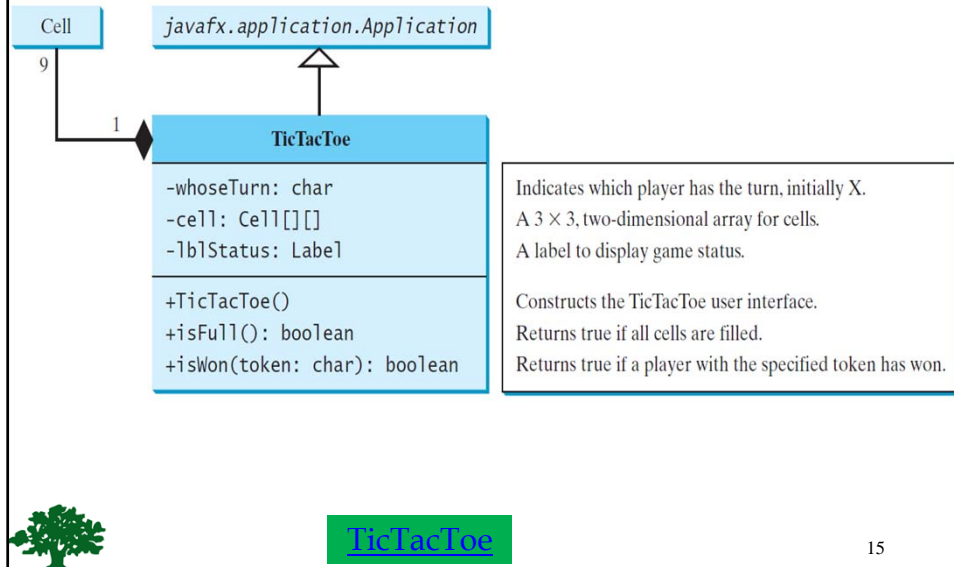 Cell
javafx.application.Application
9
1
TicTacToe
-whoseTurn: char
-cell: Cell[][]
-lblStatus: Label
+TicTacToe()
+isFull(): boolean
+isWon(token: char): boolean
Indicates which player has the turn, initially X.
A 3 × 3, two-dimensional array for cells.
A label to display game status.
Constructs the TicTacToe user interface.
Returns true if all cells are filled.
Returns true if a player with the specified token has won.
TicTacToe
15